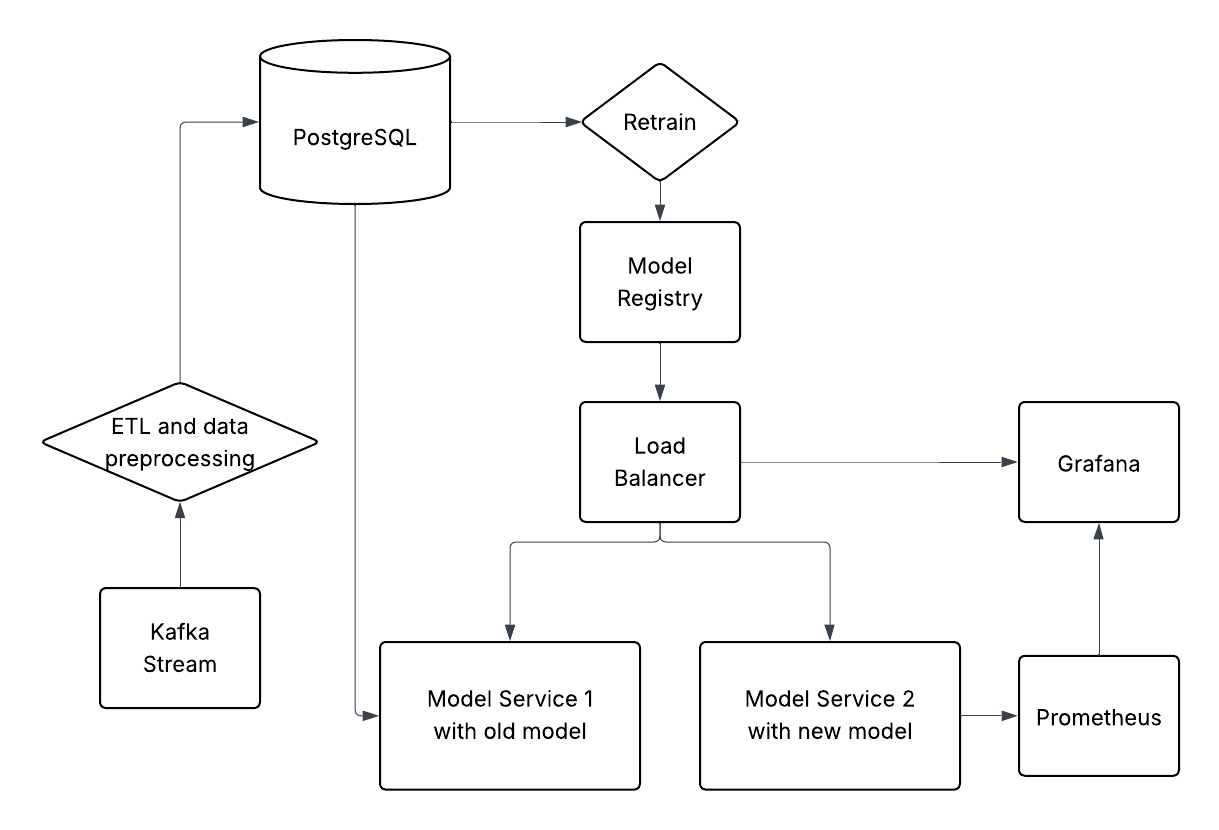 PostgreSQL
Retrain
Model
Registry
ETL and data
preprocessing
Load
Balancer
Grafana
Kafka
Stream
Model Service 1
with old model
Model Service 2
with new model
Prometheus